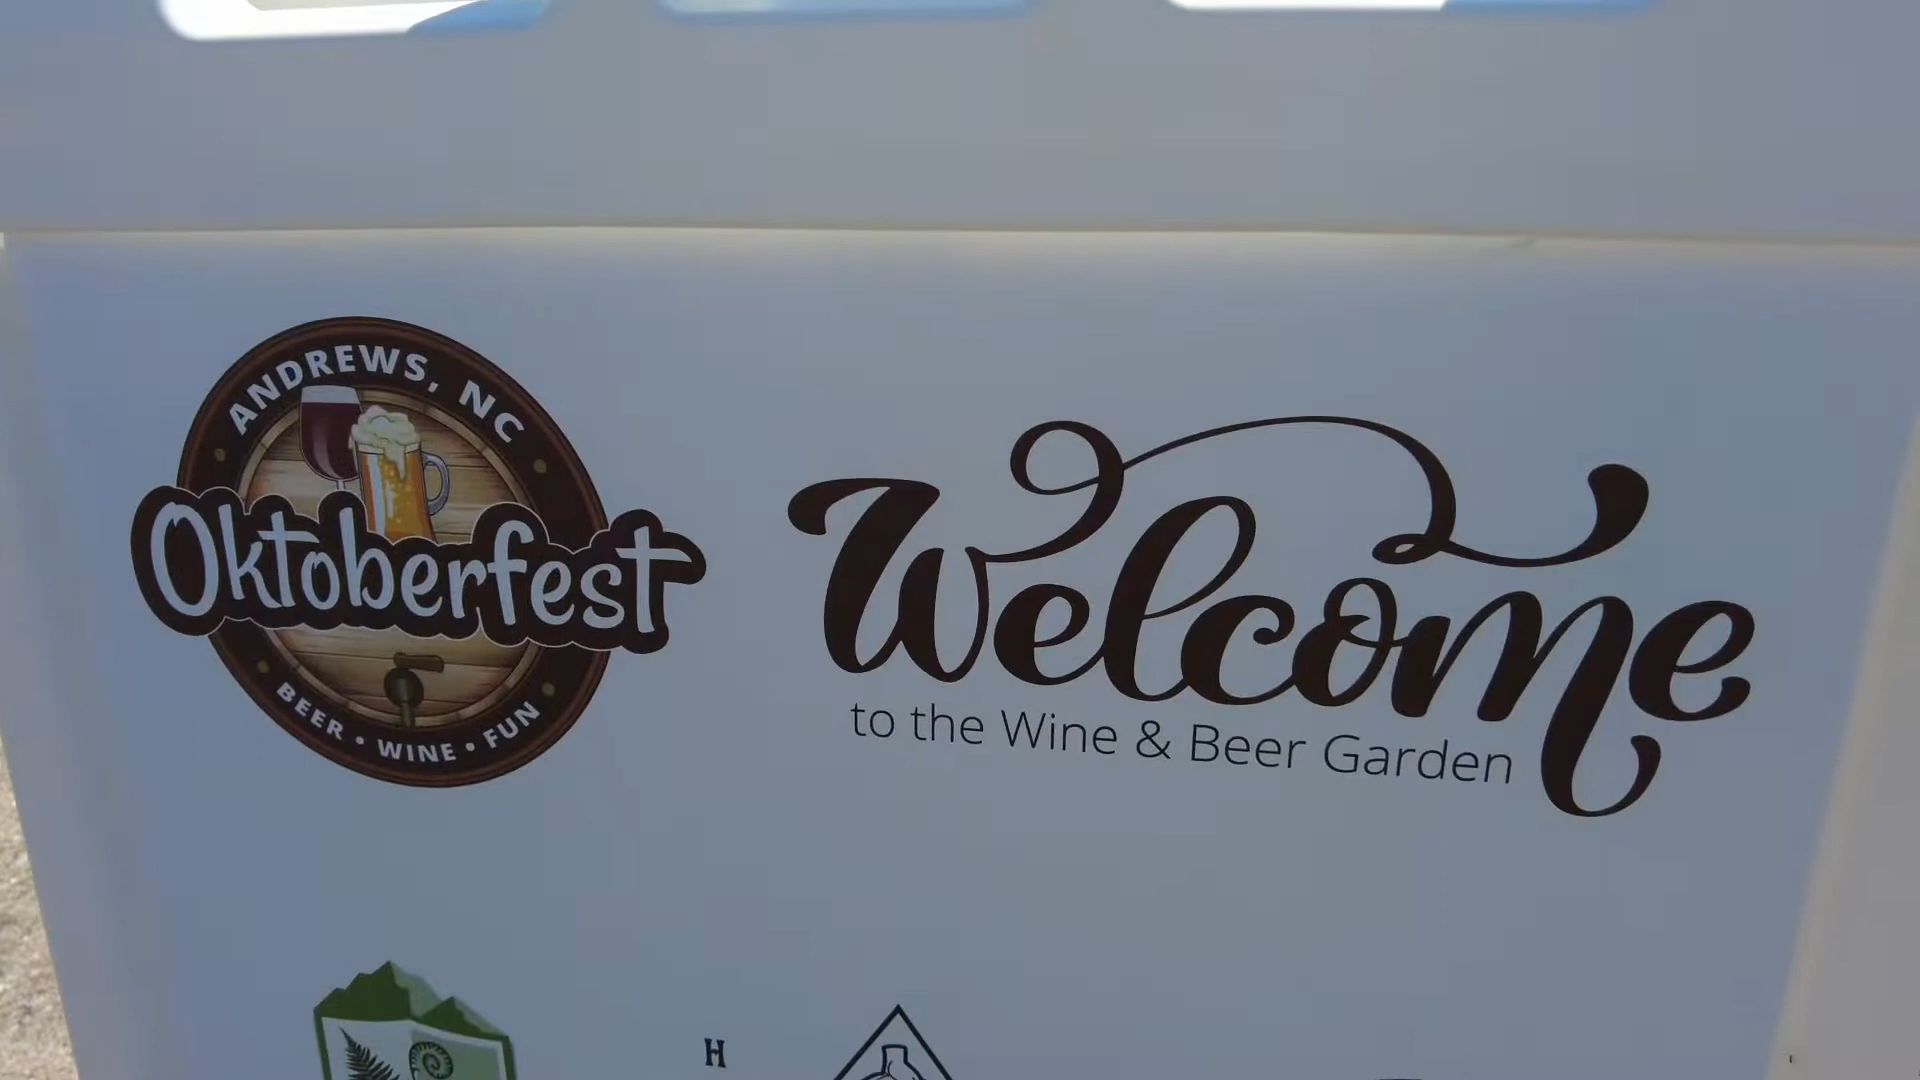 ANDREWS, NC
Oktoberfest
BEER • WINE • FUN
Welcome
to the Wine & Beer Garden
H